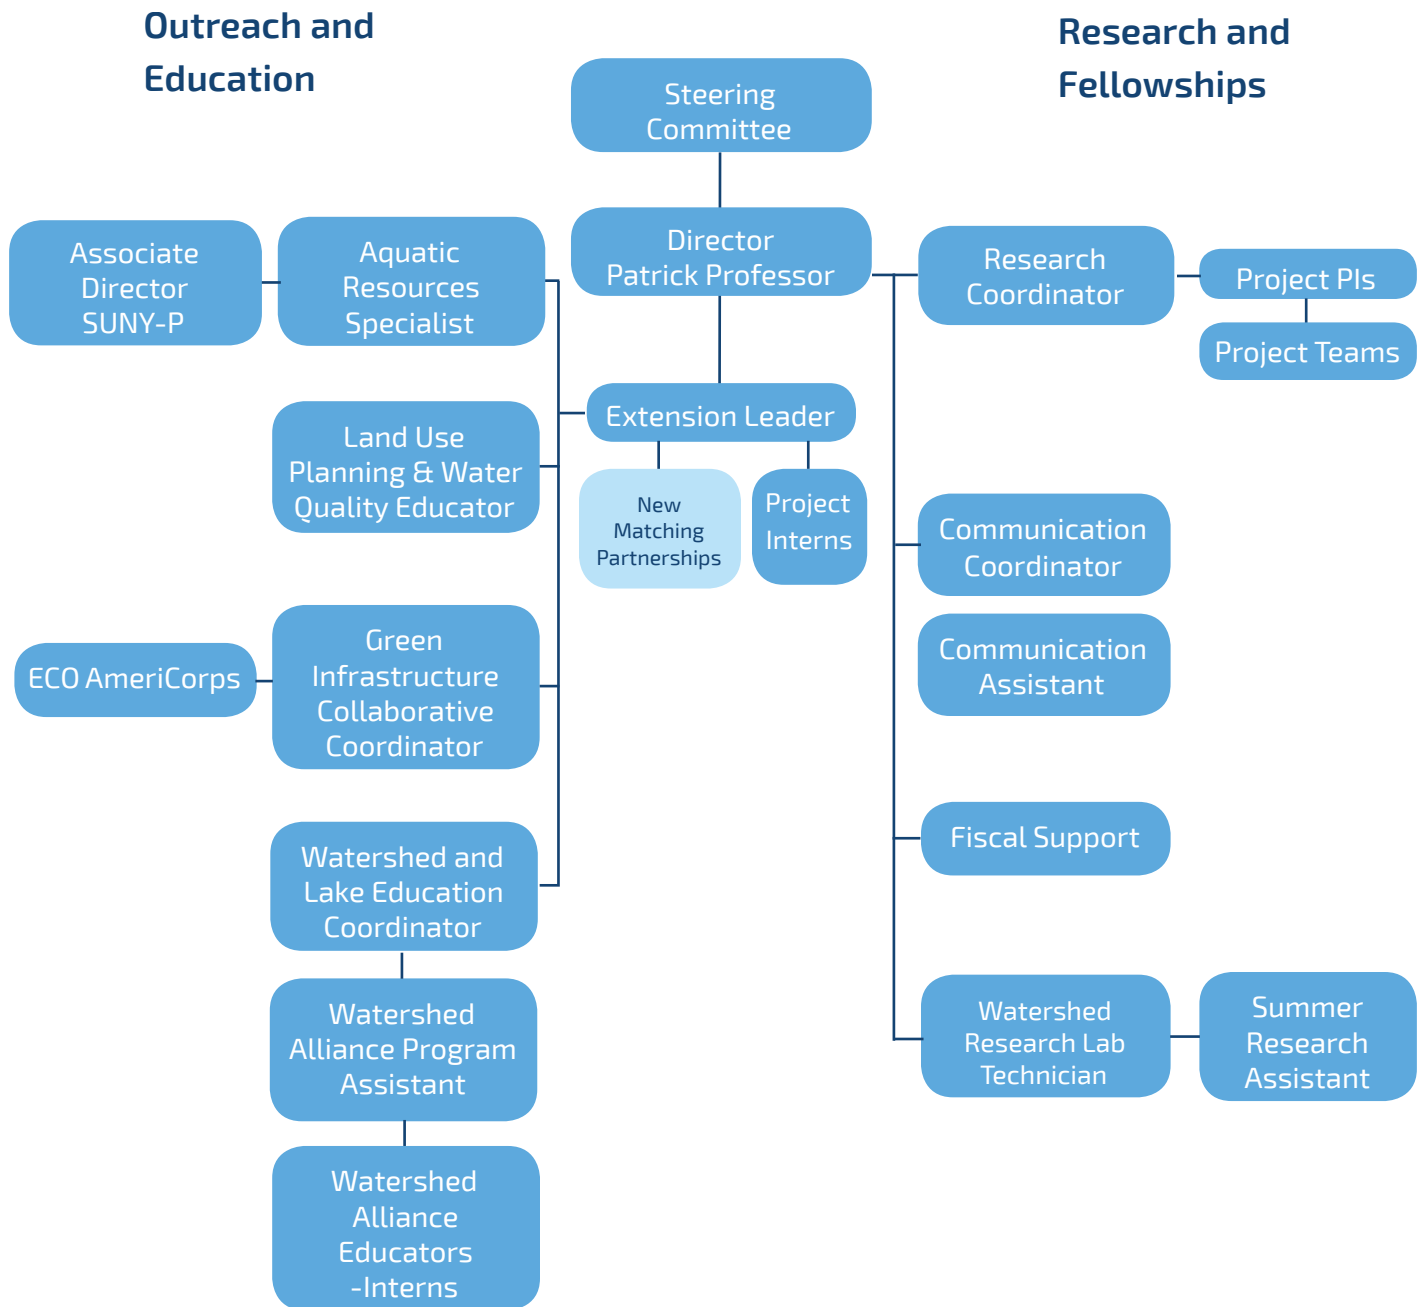 Outreach and
Education
Research and
Fellowships
Steering
Committee
Director
Patrick Professor
Associate
Director
SUNY-P
Aquatic
Resources
Specialist
Research
Coordinator
Project PIs
Project Teams
Extension Leader
Land Use
Planning & Water
Quality Educator
New
Matching
Partnerships
Project
Interns
Communication
Coordinator
Communication
Assistant
ECO AmeriCorps
Green
Infrastructure
Collaborative
Coordinator
Fiscal Support
Watershed and
Lake Education
Coordinator
Watershed
Alliance Program
Assistant
Watershed
Research Lab
Technician
Summer
Research
Assistant
Watershed
Alliance
Educators
-Interns